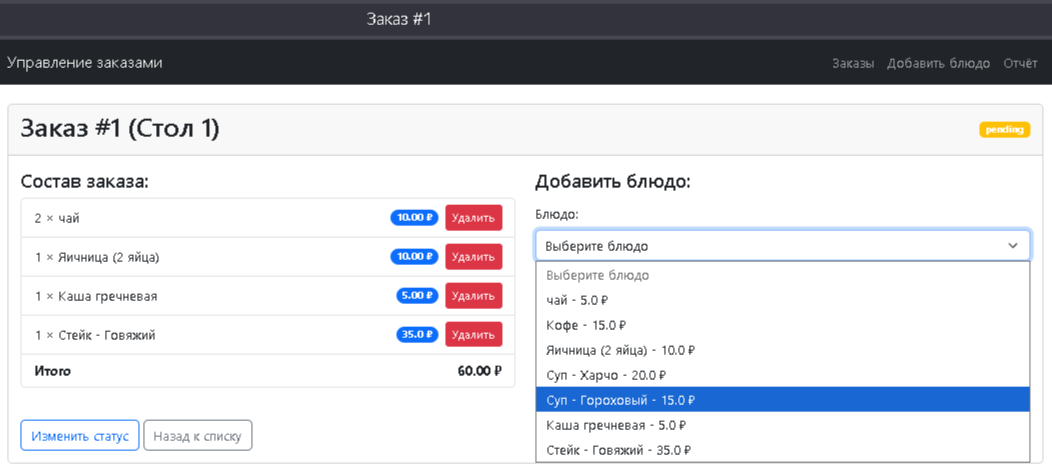 Заказ #1
Управление заказами
Заказы Добавить блюдо Отчёт
Заказ #1 (Стол 1)
pending
Состав заказа:
2 × чай 10.00 ₽ Удалить
1 × Яичница (2 яйца) 10.00 ₽ Удалить
1 × Каша гречневая 5.00 ₽ Удалить
1 × Стейк - Говяжий 35.0 ₽ Удалить
Итого 60.00 ₽
Изменить статус Назад к списку
Добавить блюдо:
Блюдо:
Выберите блюдо
Выберите блюдо
чай - 5.0 ₽
Кофе - 15.0 ₽
Яичница (2 яйца) - 10.0 ₽
Суп - Харчо - 20.0 ₽
Суп - Гороховый - 15.0 ₽
Каша гречневая - 5.0 ₽
Стейк - Говяжий - 35.0 ₽